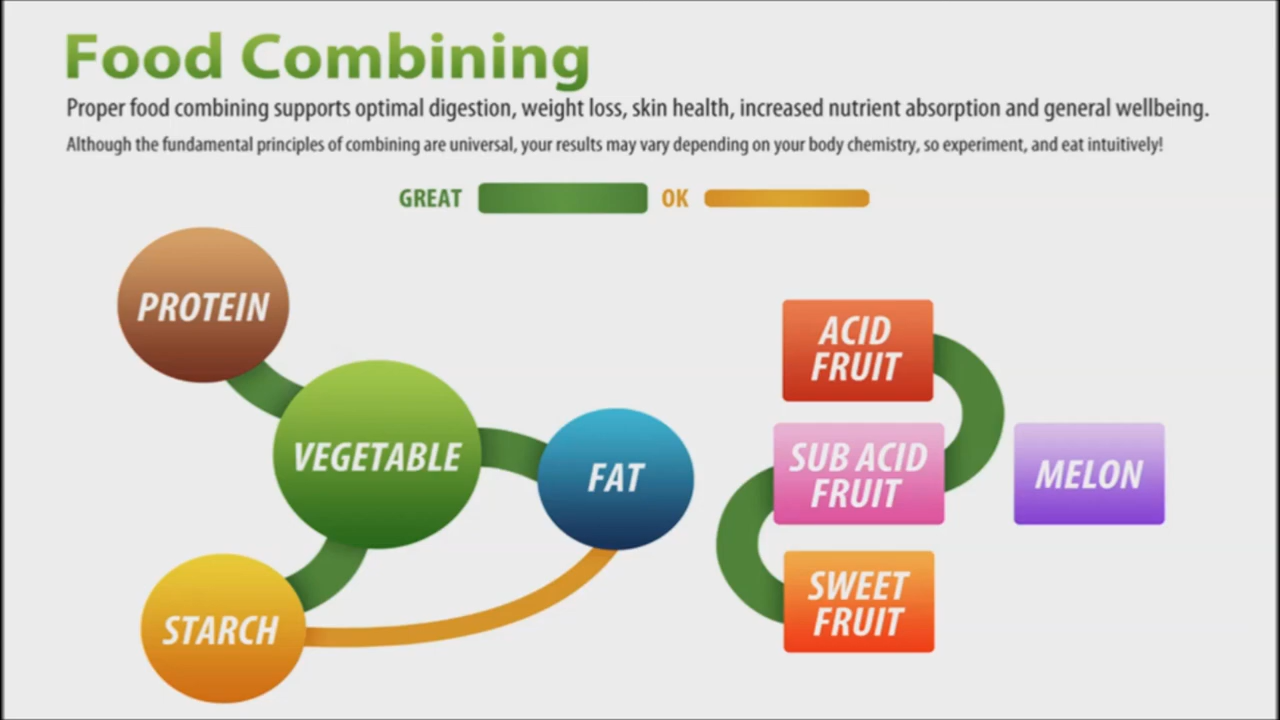 Food Combining
Proper food combining supports optimal digestion, weight loss, skin health, increased nutrient absorption and general wellbeing.
Although the fundamental principles of combining are universal, your results may vary depending on your body chemistry, so experiment, and eat intuitively!
GREAT OK
PROTEIN
VEGETABLE
FAT
STARCH
ACID
FRUIT
SUB ACID
FRUIT
MELON
SWEET
FRUIT